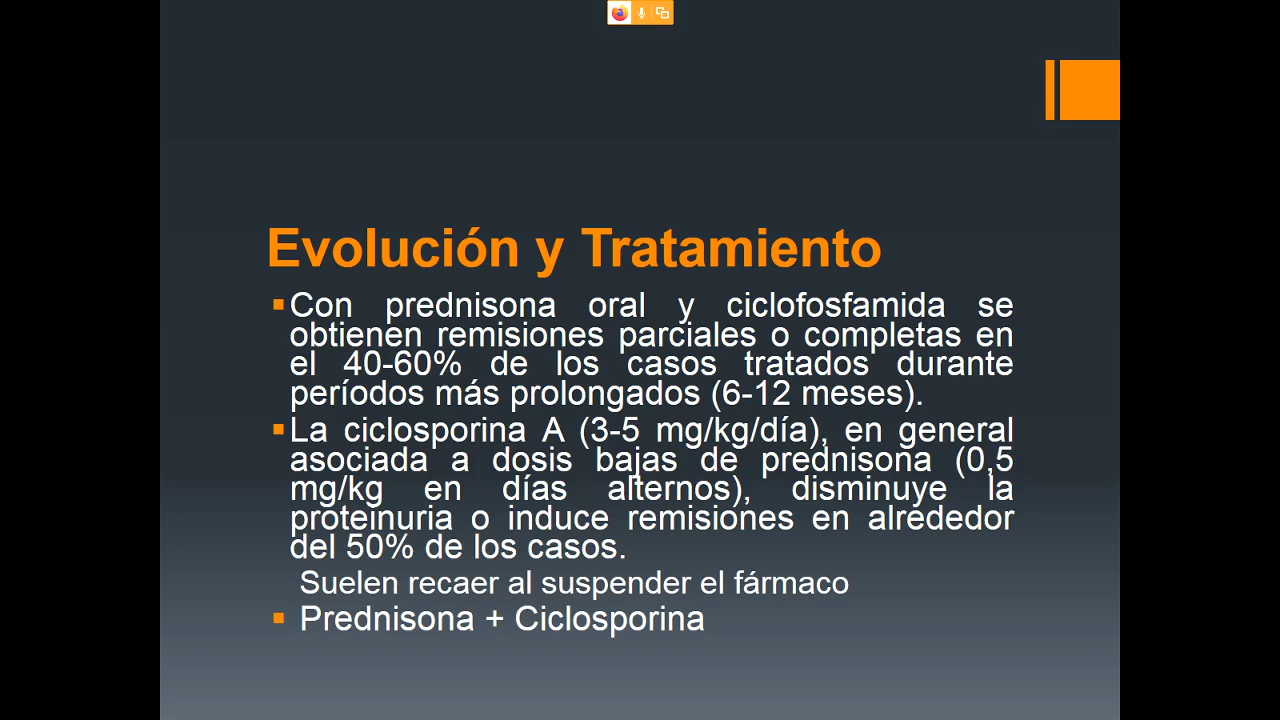 Evolución y Tratamiento
Con prednisona oral y ciclofosfamida se
obtienen remisiones parciales o completas en
el 40-60% de los casos tratados durante
períodos más prolongados (6-12 meses).
La ciclosporina A (3-5 mg/kg/día), en general
asociada a dosis bajas de prednisona (0,5
mg/kg en días alternos), disminuye la
proteinuria o induce remisiones en alrededor
del 50% de los casos.
Suelen recaer al suspender el fármaco
Prednisona + Ciclosporina